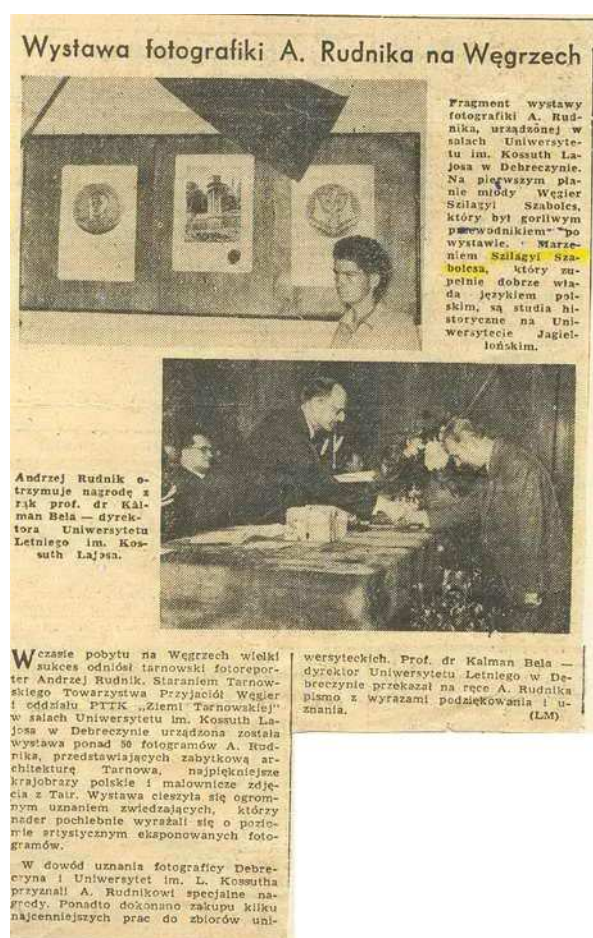 Wystawa fotografiki A. Rudnika na Węgrzech
Fragment wystawy
fotografiki A. Rud-
nika, urządzonej w
salach Uniwersyte-
tu im. Kossuth La-
josa w Debreczynie.
Na pierwszym pla-
nie młody Węgier
Szilagyi Szabolcs,
który był gorliwym
przewodnikiem po
wystawie. Marze-
niem Szilagyi Sza-
bolcsa, który zu-
pełnie dobrze wła-
da językiem pol-
skim, są studia hi-
storyczne na Uni-
wersytecie Jagiel-
lońskim.
Andrzej Rudnik o-
trzymuje nagrodę z
rąk prof. dr Kál-
man Bela — dyrek-
tora Uniwersytetu
Letniego im. Kos-
suth Lajosa.
W czasie pobytu na Węgrzech wielki
sukces odniósł tarnowski fotorepor-
ter Andrzej Rudnik. Staraniem Tarnow-
skiego Towarzystwa Przyjaciół Węgier
i oddziału PTTK „Ziemi Tarnowskiej"
w salach Uniwersytetu im. Kossuth La-
josa w Debreczynie urządzona została
wystawa ponad 50 fotogramów A. Rud-
nika, przedstawiających zabytkową ar-
chitekturę Tarnowa, najpiękniejsze
krajobrazy polskie i malownicze zdję-
cia z Tatr. Wystawa cieszyła się ogrom-
nym uznaniem zwiedzających, którzy
nader pochlebnie wyrażali się o pozio-
mie artystycznym eksponowanych foto-
gramów.
W dowód uznania fotograficy Debre-
czyna i Uniwersytet im. L. Kossutha
przyznali A. Rudnikowi specjalne na-
grody. Ponadto dokonano zakupu kilku
najcenniejszych prac do zbiorów uni-
wersyteckich. Prof. dr Kalman Bela —
dyrektor Uniwersytetu Letniego w De-
breczynie przekazał na ręce A. Rudnika
pismo z wyrazami podziękowania i u-
znania.
(LM)